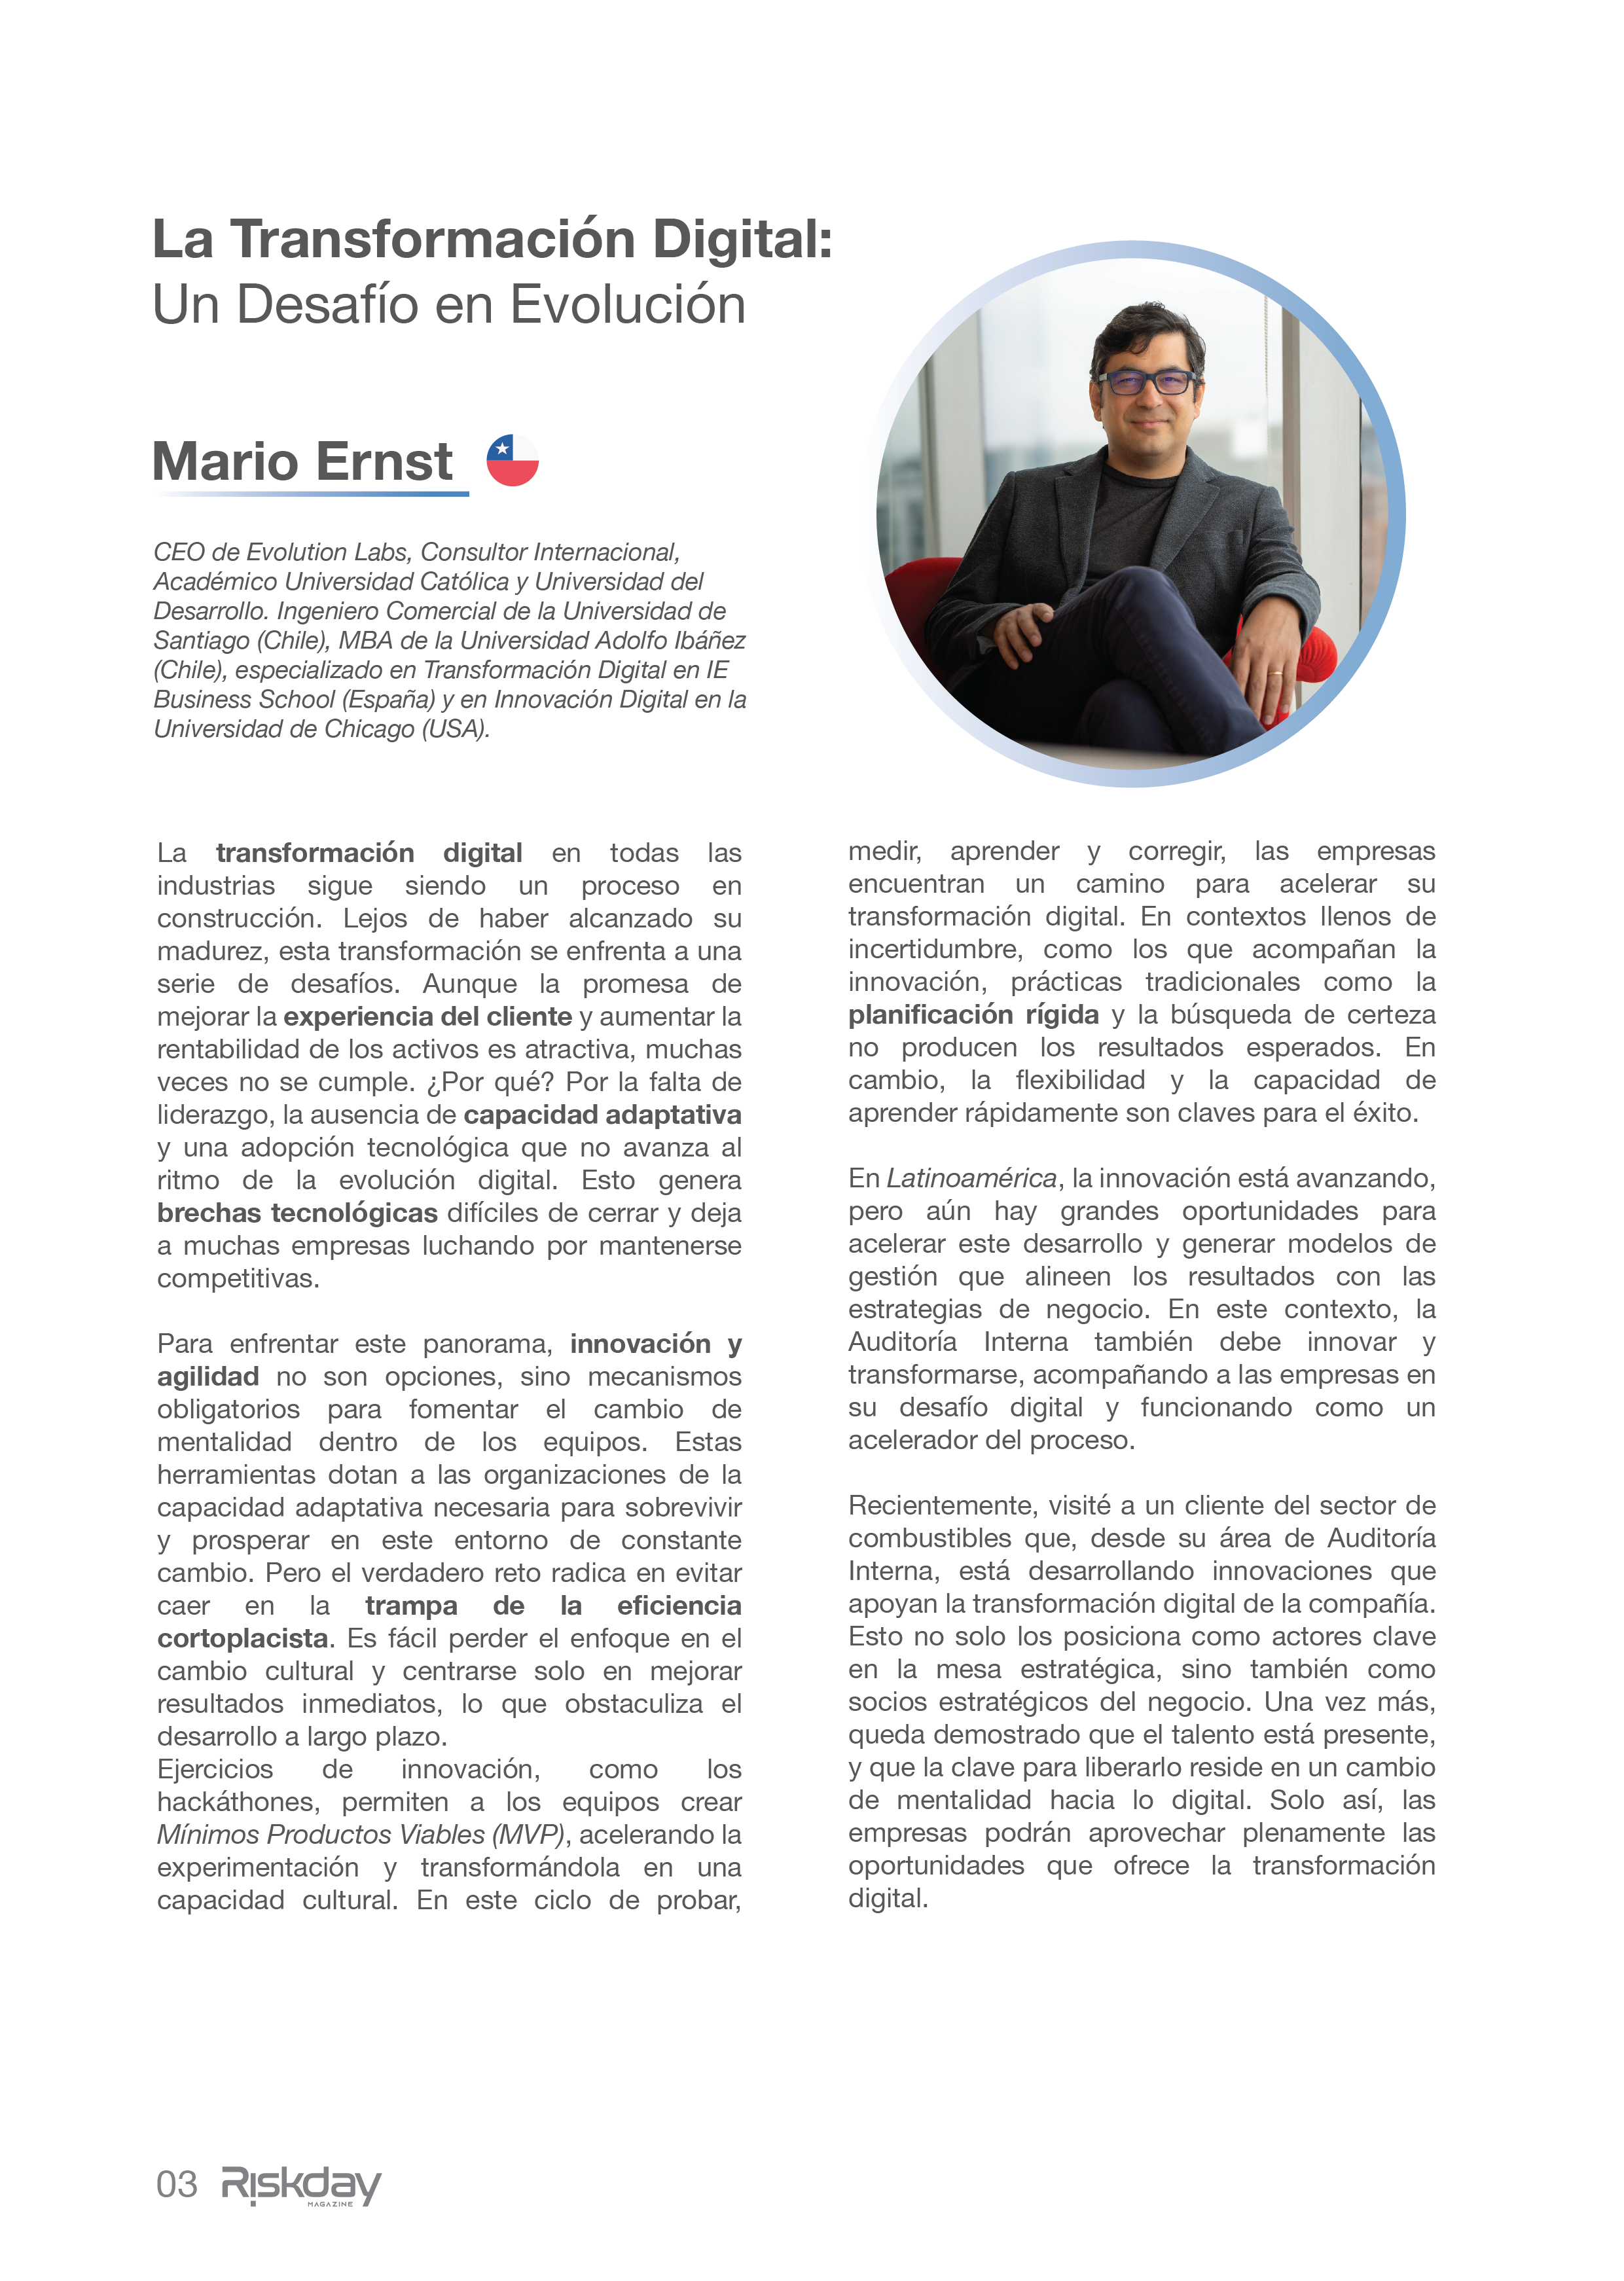 La Transformación Digital:
Un Desafío en Evolución
Mario Ernst
CEO de Evolution Labs, Consultor Internacional,
Académico Universidad Católica y Universidad del
Desarrollo. Ingeniero Comercial de la Universidad de
Santiago (Chile), MBA de la Universidad Adolfo Ibáñez
(Chile), especializado en Transformación Digital en IE
Business School (España) y en Innovación Digital en la
Universidad de Chicago (USA).
La transformación digital en todas las
industrias sigue siendo un proceso en
construcción. Lejos de haber alcanzado su
madurez, esta transformación se enfrenta a una
serie de desafíos. Aunque la promesa de
mejorar la experiencia del cliente y aumentar la
rentabilidad de los activos es atractiva, muchas
veces no se cumple. ¿Por qué? Por la falta de
liderazgo, la ausencia de capacidad adaptativa
y una adopción tecnológica que no avanza al
ritmo de la evolución digital. Esto genera
brechas tecnológicas difíciles de cerrar y deja
a muchas empresas luchando por mantenerse
competitivas.
Para enfrentar este panorama, innovación y
agilidad no son opciones, sino mecanismos
obligatorios para fomentar el cambio de
mentalidad dentro de los equipos. Estas
herramientas dotan a las organizaciones de la
capacidad adaptativa necesaria para sobrevivir
y prosperar en este entorno de constante
cambio. Pero el verdadero reto radica en evitar
caer en la trampa de la eficiencia
cortoplacista. Es fácil perder el enfoque en el
cambio cultural y centrarse solo en mejorar
resultados inmediatos, lo que obstaculiza el
desarrollo a largo plazo.
Ejercicios de innovación, como los
hackáthones, permiten a los equipos crear
Mínimos Productos Viables (MVP), acelerando la
experimentación y transformándola en una
capacidad cultural. En este ciclo de probar,
medir, aprender y corregir, las empresas
encuentran un camino para acelerar su
transformación digital. En contextos llenos de
incertidumbre, como los que acompañan la
innovación, prácticas tradicionales como la
planificación rígida y la búsqueda de certeza
no producen los resultados esperados. En
cambio, la flexibilidad y la capacidad de
aprender rápidamente son claves para el éxito.
En Latinoamérica, la innovación está avanzando,
pero aún hay grandes oportunidades para
acelerar este desarrollo y generar modelos de
gestión que alineen los resultados con las
estrategias de negocio. En este contexto, la
Auditoría Interna también debe innovar y
transformarse, acompañando a las empresas en
su desafío digital y funcionando como un
acelerador del proceso.
Recientemente, visité a un cliente del sector de
combustibles que, desde su área de Auditoría
Interna, está desarrollando innovaciones que
apoyan la transformación digital de la compañía.
Esto no solo los posiciona como actores clave
en la mesa estratégica, sino también como
socios estratégicos del negocio. Una vez más,
queda demostrado que el talento está presente,
y que la clave para liberarlo reside en un cambio
de mentalidad hacia lo digital. Solo así, las
empresas podrán aprovechar plenamente las
oportunidades que ofrece la transformación
digital.
03 Riskday
MAGAZINE